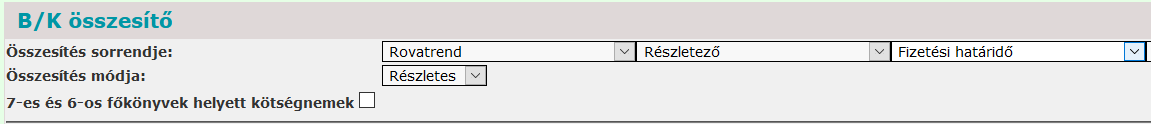 B/K összesítő
Összesítés sorrendje: Rovatrend Részletező Fizetési határidő
Összesítés módja: Részletes
7-es és 6-os főkönyvek helyett kötségnemek